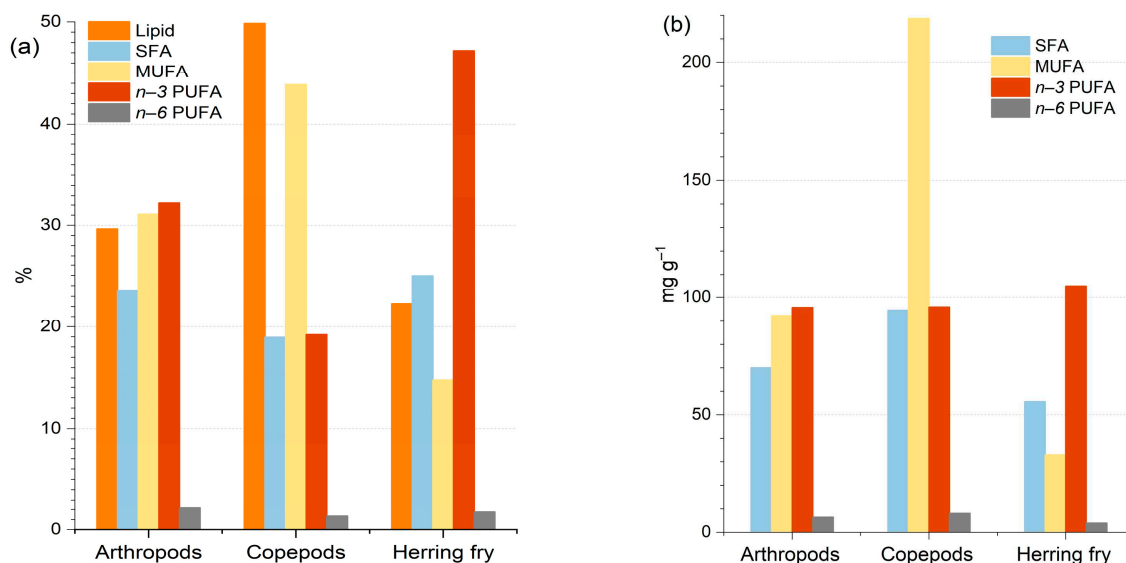 (a)
Lipid
SFA
MUFA
n–3 PUFA
n–6 PUFA
50
40
30
20
10
0
%
Arthropods Copepods Herring fry
(b)
SFA
MUFA
n–3 PUFA
n–6 PUFA
200
150
100
50
0
mg g⁻¹
Arthropods Copepods Herring fry